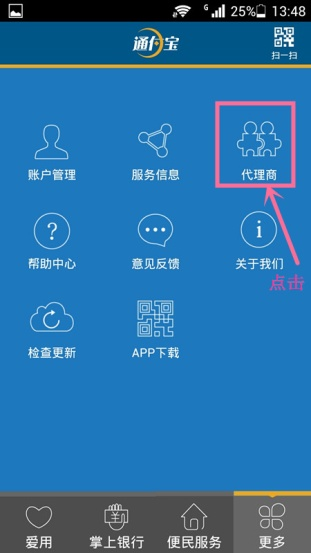 G 25% 13:48
通付宝
扫一扫
账户管理 服务信息 代理商
帮助中心 意见反馈 关于我们
点击
检查更新 APP下载
爱用 掌上银行 便民服务 更多